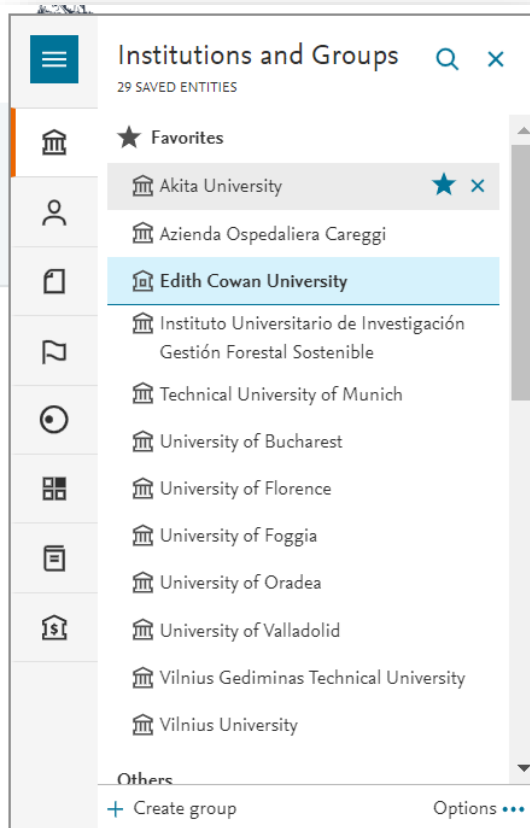 Institutions and Groups
29 SAVED ENTITIES
Favorites
Akita University
Azienda Ospedaliera Careggi
Edith Cowan University
Instituto Universitario de Investigación
Gestión Forestal Sostenible
Technical University of Munich
University of Bucharest
University of Florence
University of Foggia
University of Oradea
University of Valladolid
Vilnius Gediminas Technical University
Vilnius University
Others
+ Create group
Options •••